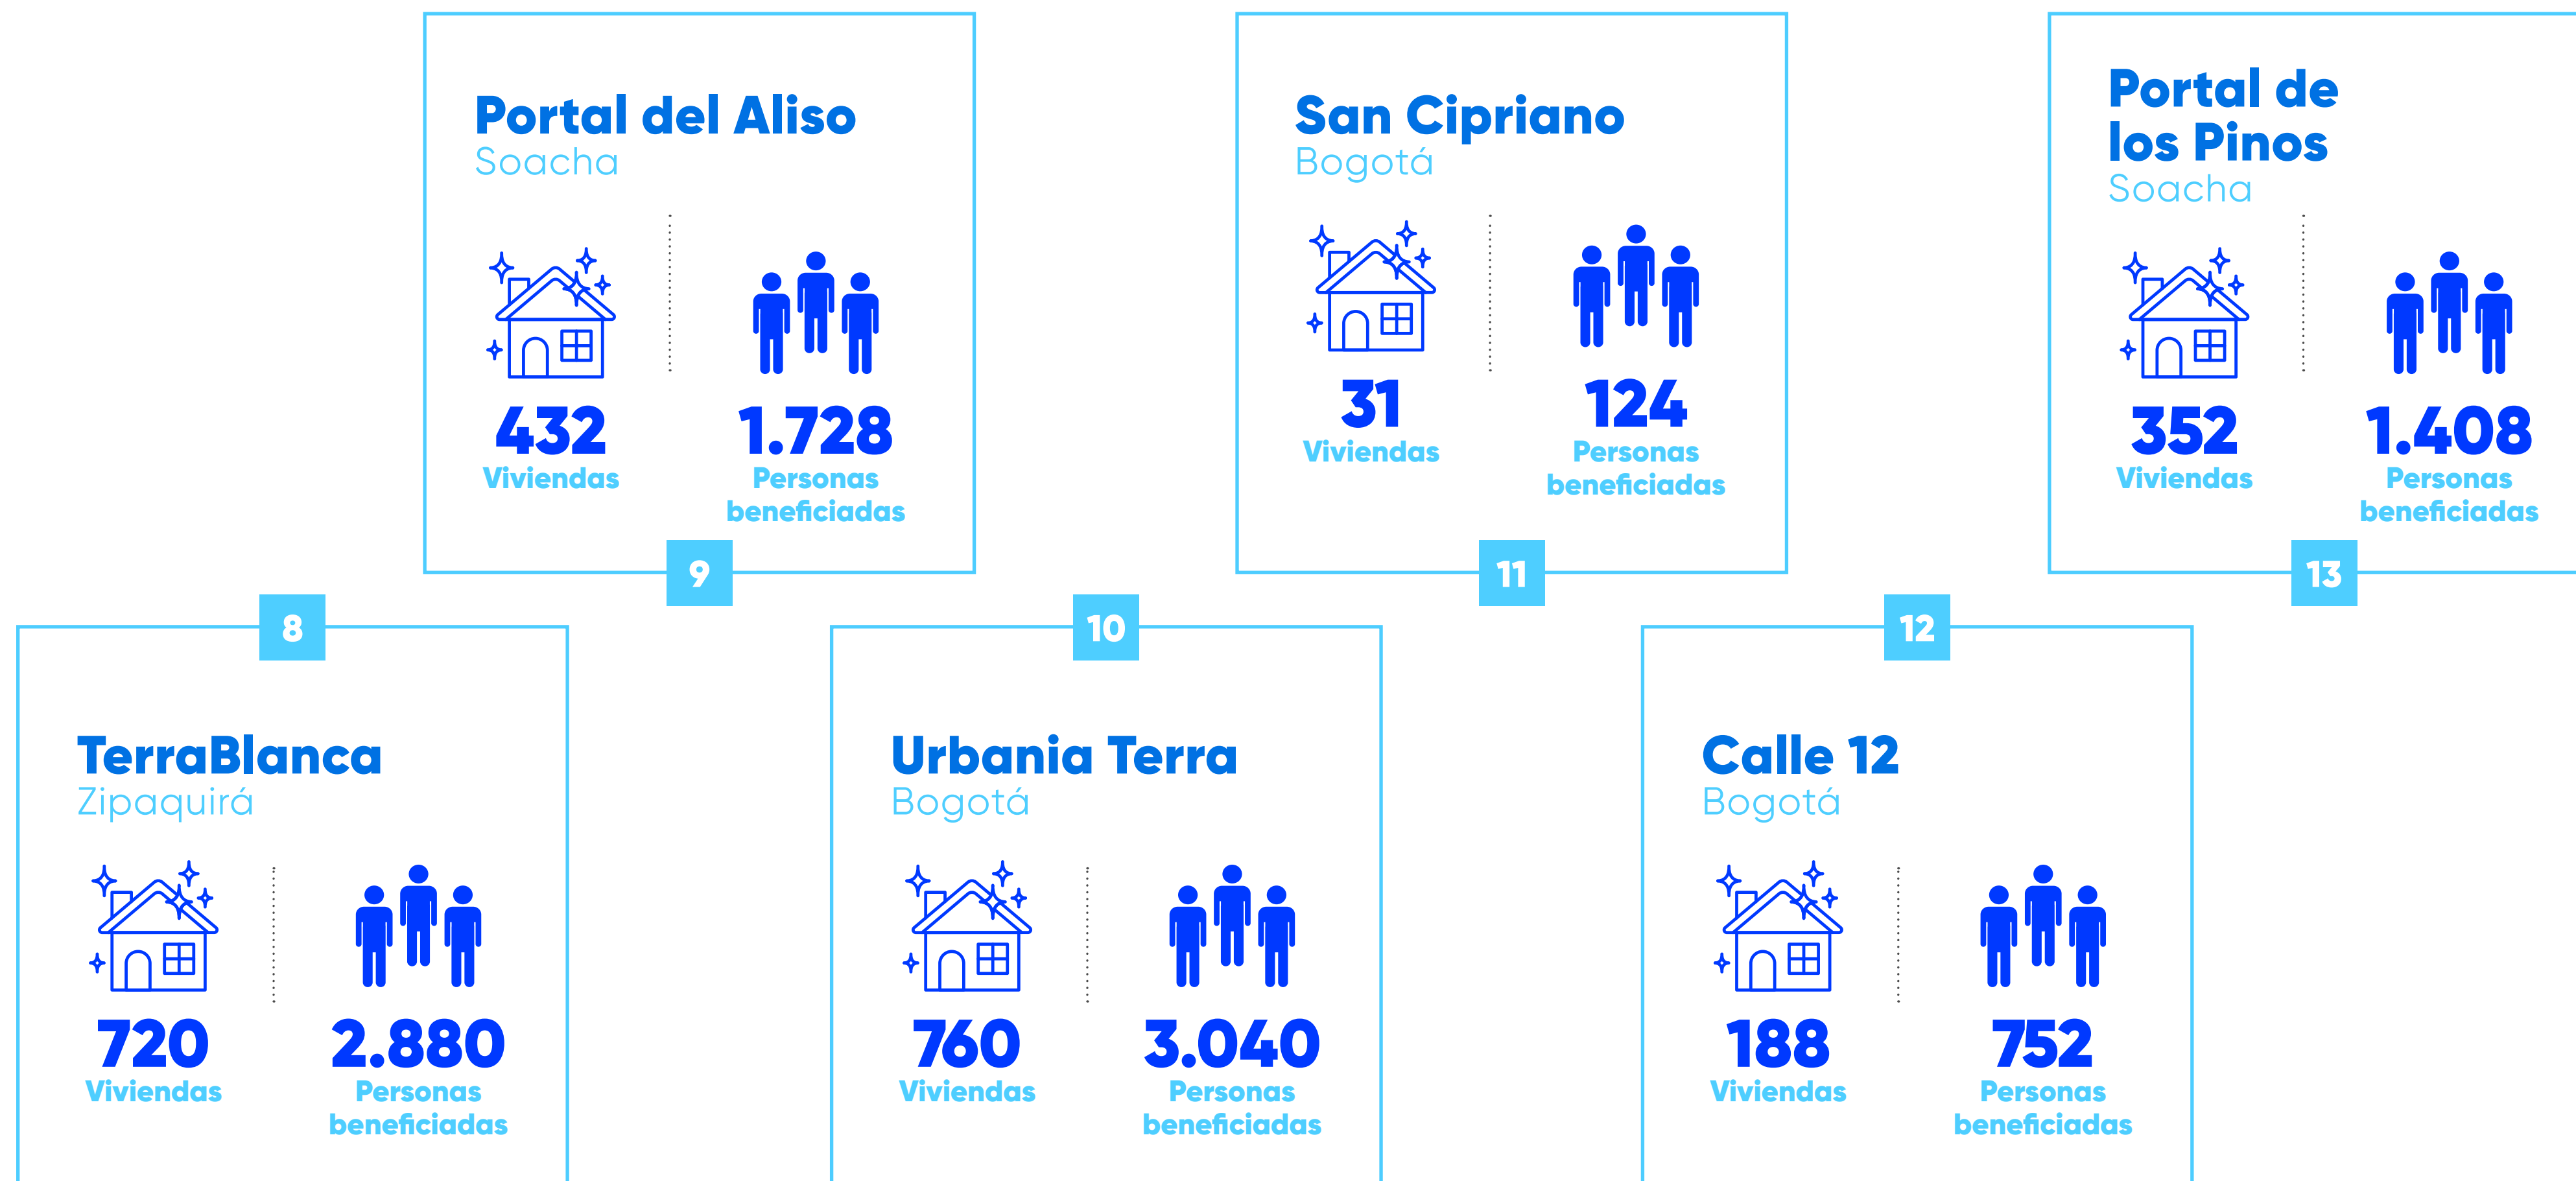 Portal del Aliso
Soacha
432
Viviendas
1.728
Personas
beneficiadas
9
San Cipriano
Bogotá
31
Viviendas
124
Personas
beneficiadas
11
Portal de
los Pinos
Soacha
352
Viviendas
1.408
Personas
beneficiadas
13
8
TerraBlanca
Zipaquirá
720
Viviendas
2.880
Personas
beneficiadas
10
Urbania Terra
Bogotá
760
Viviendas
3.040
Personas
beneficiadas
12
Calle 12
Bogotá
188
Viviendas
752
Personas
beneficiadas